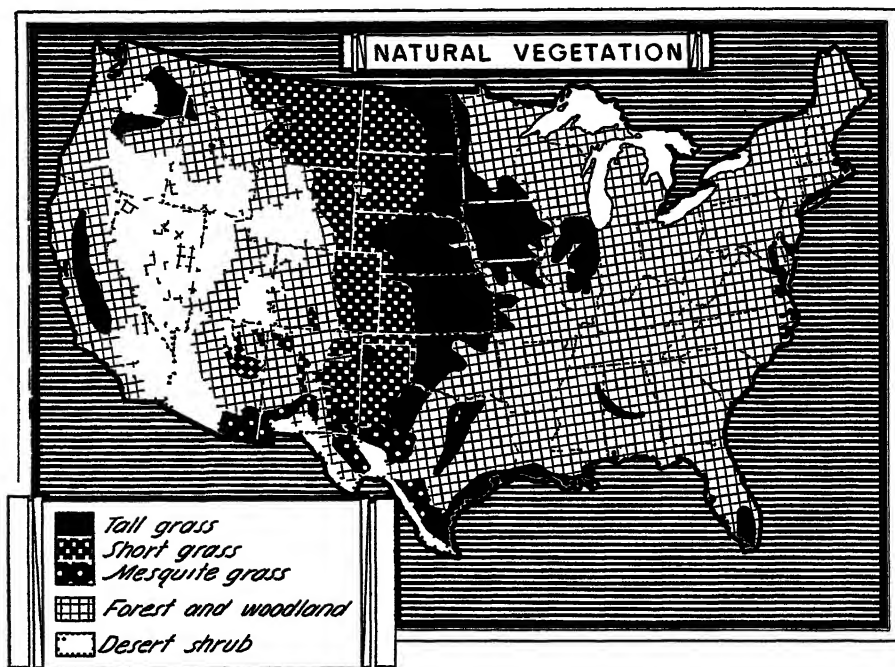 NATURAL VEGETATION
Tall grass
Short grass
Mesquite grass
Forest and woodland
Desert shrub